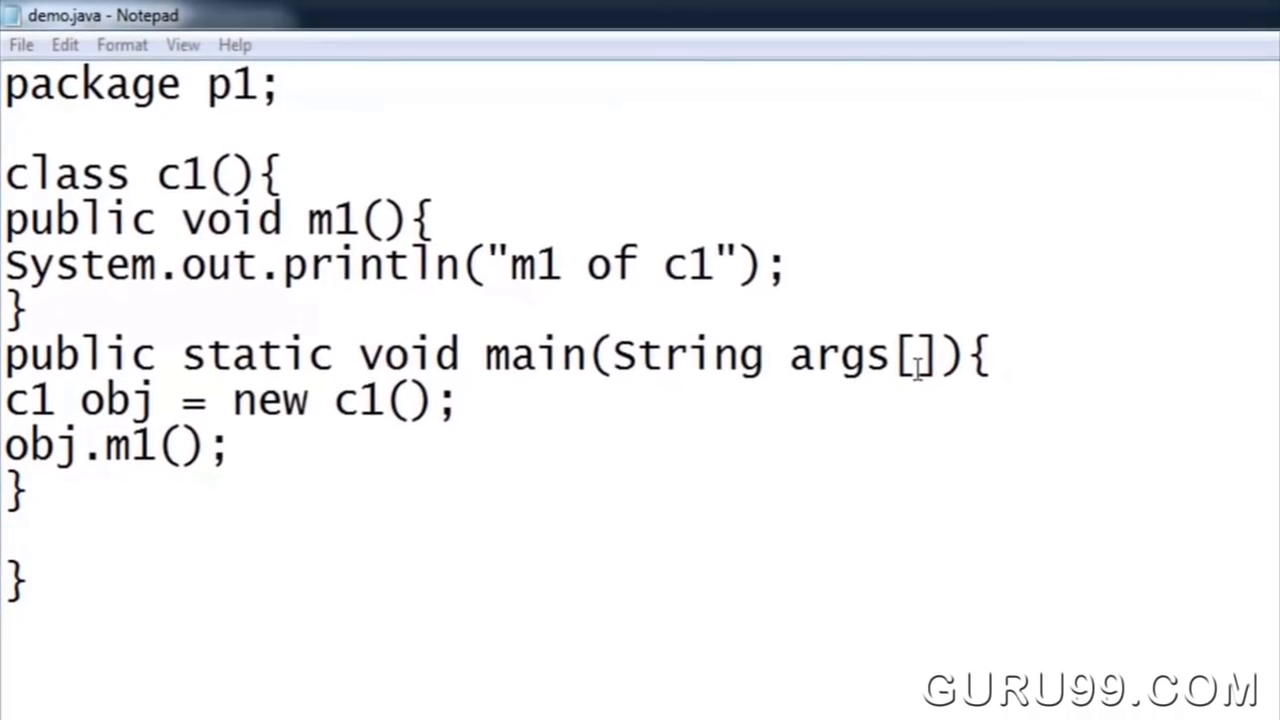 demo.java - Notepad
File Edit Format View Help
package p1;
class c1(){
public void m1(){
System.out.println("m1 of c1");
}
public static void main(String args[]){
c1 obj = new c1();
obj.m1();
}
}
GURU99.COM